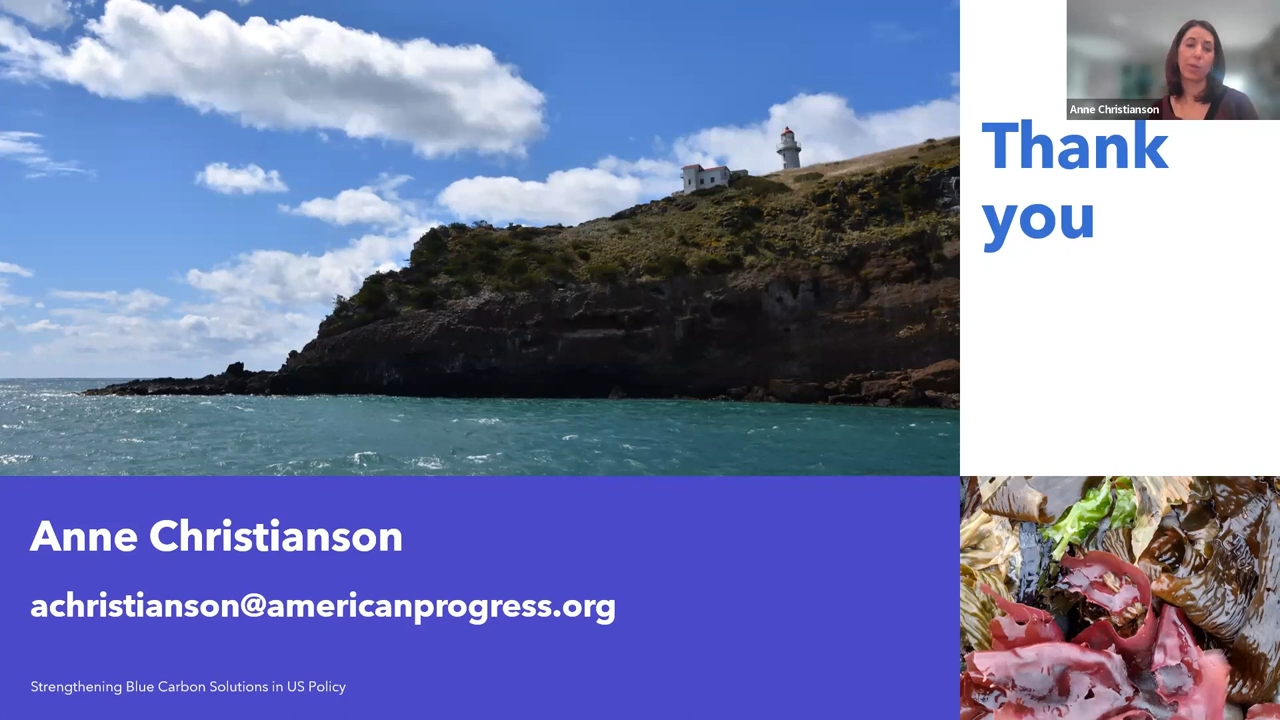 Anne Christianson
Thank
you
Anne Christianson
achristianson@americanprogress.org
Strengthening Blue Carbon Solutions in US Policy